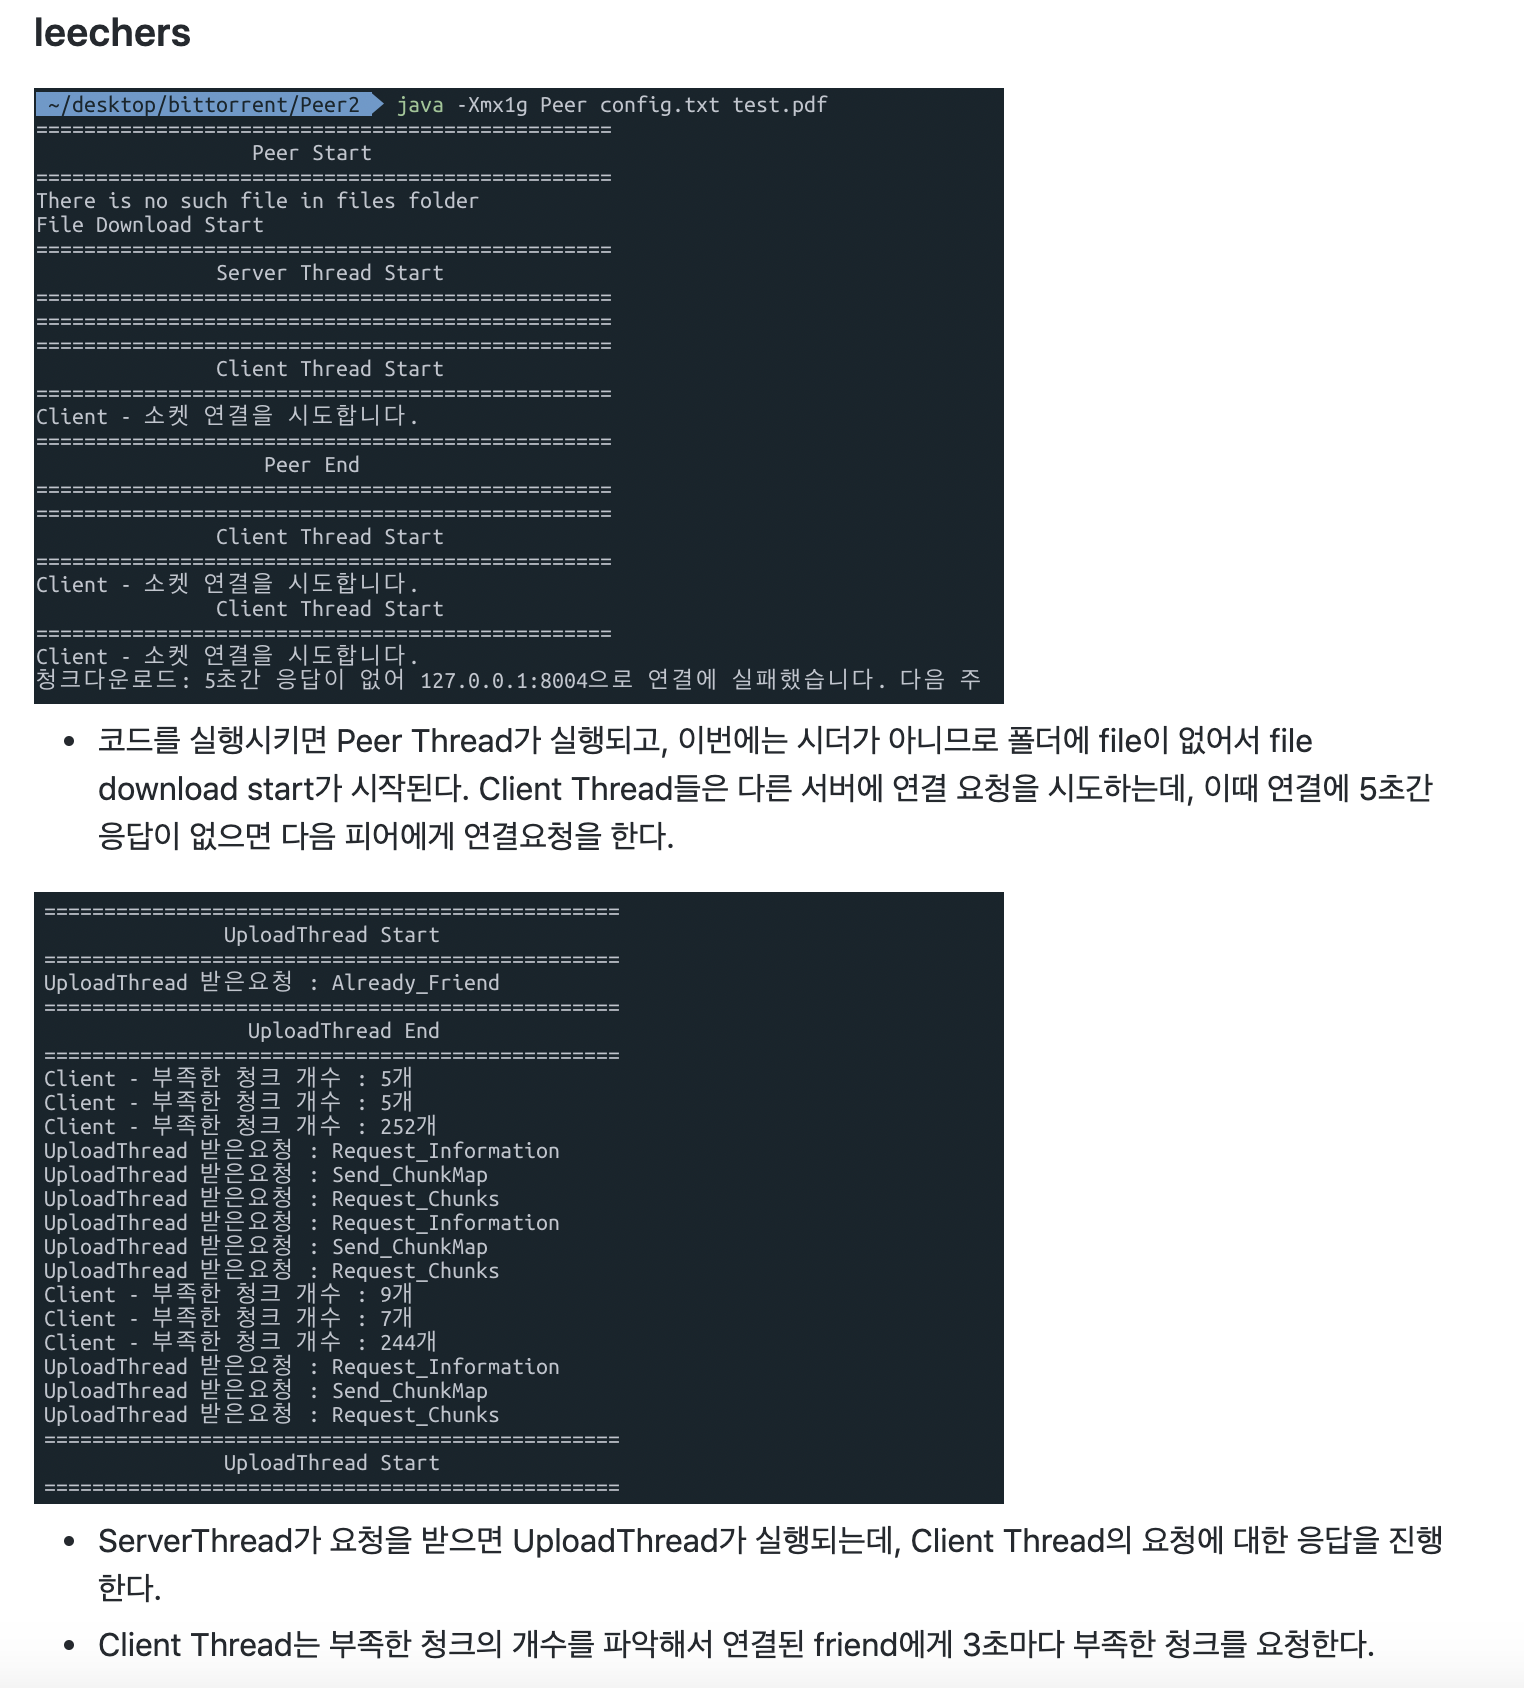 leechers
~/desktop/bittorrent/Peer2 java -Xmx1g Peer config.txt test.pdf
================================================
Peer Start
================================================
There is no such file in files folder
File Download Start
================================================
Server Thread Start
================================================
================================================
================================================
Client Thread Start
================================================
Client - 소켓 연결을 시도합니다.
================================================
Peer End
================================================
================================================
Client Thread Start
================================================
Client - 소켓 연결을 시도합니다.
Client Thread Start
================================================
Client - 소켓 연결을 시도합니다.
청크다운로드: 5초간 응답이 없어 127.0.0.1:8004으로 연결에 실패했습니다. 다음 주
• 코드를 실행시키면 Peer Thread가 실행되고, 이번에는 시더가 아니므로 폴더에 file이 없어서 file
download start가 시작된다. Client Thread들은 다른 서버에 연결 요청을 시도하는데, 이때 연결에 5초간
응답이 없으면 다음 피어에게 연결요청을 한다.
================================================
UploadThread Start
================================================
UploadThread 받은요청 : Already_Friend
================================================
UploadThread End
================================================
Client - 부족한 청크 개수 : 5개
Client - 부족한 청크 개수 : 5개
Client - 부족한 청크 개수 : 252개
UploadThread 받은요청 : Request_Information
UploadThread 받은요청 : Send_ChunkMap
UploadThread 받은요청 : Request_Chunks
UploadThread 받은요청 : Request_Information
UploadThread 받은요청 : Send_ChunkMap
UploadThread 받은요청 : Request_Chunks
Client - 부족한 청크 개수 : 9개
Client - 부족한 청크 개수 : 7개
Client - 부족한 청크 개수 : 244개
UploadThread 받은요청 : Request_Information
UploadThread 받은요청 : Send_ChunkMap
UploadThread 받은요청 : Request_Chunks
================================================
UploadThread Start
================================================
• ServerThread가 요청을 받으면 UploadThread가 실행되는데, Client Thread의 요청에 대한 응답을 진행
한다.
• Client Thread는 부족한 청크의 개수를 파악해서 연결된 friend에게 3초마다 부족한 청크를 요청한다.